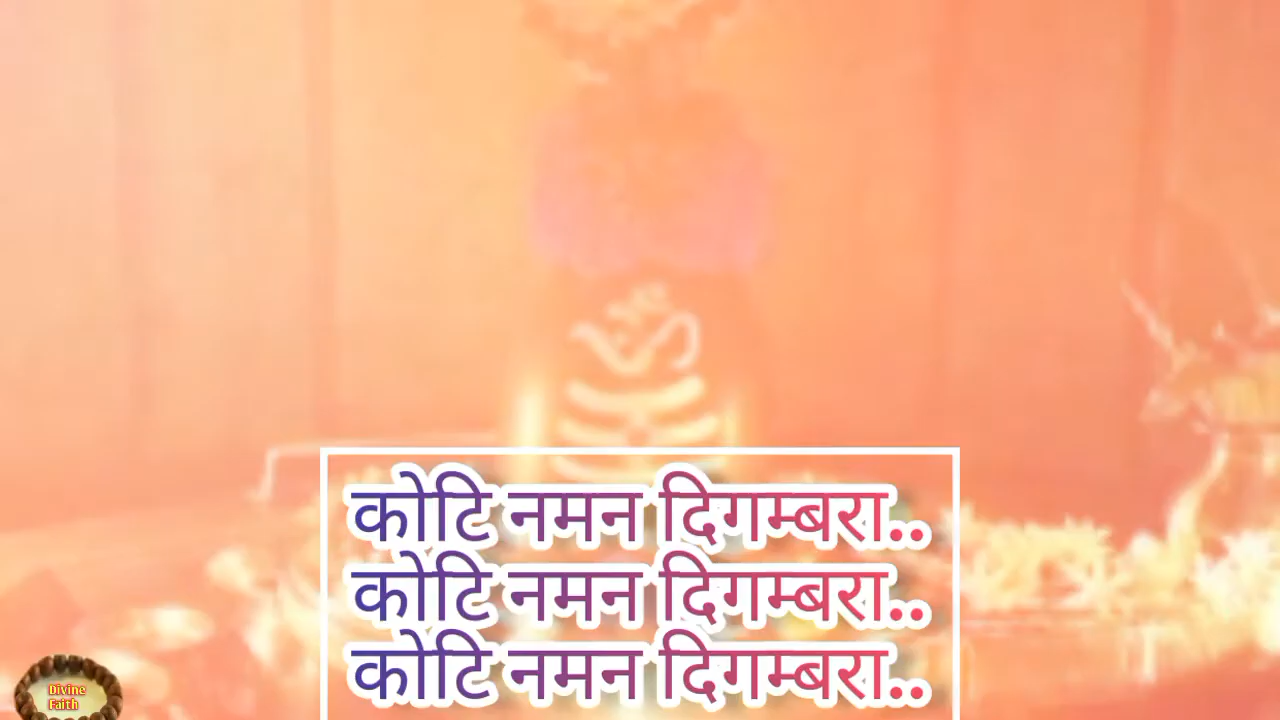 ॐ
कोटि नमन दिगम्बरा..
कोटि नमन दिगम्बरा..
कोटि नमन दिगम्बरा..
Divine
Faith